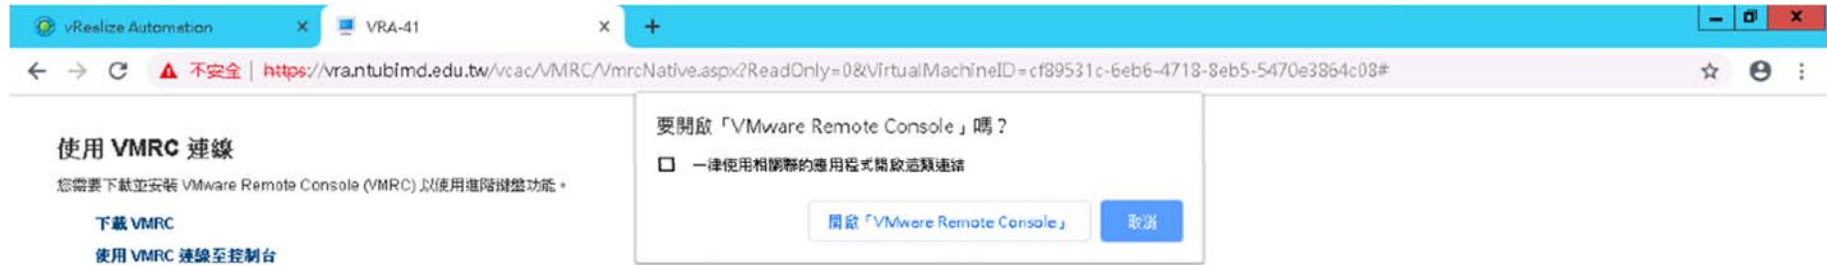 vRealize Automation
VRA-41
不安全 | https://vra.ntubimd.edu.tw/vcac/VMRC/VmrcNative.aspx?ReadOnly=0&VirtualMachineID=cf89531c-6eb6-4718-8eb5-5470e3864c08#
要開啟「VMware Remote Console」嗎？
一律使用相關聯的應用程式開啟這類連結
開啟「VMware Remote Console」
取消
使用 VMRC 連線
您需要下載並安裝 VMware Remote Console (VMRC) 以使用進階鍵盤功能。
下載 VMRC
使用 VMRC 連線至控制台